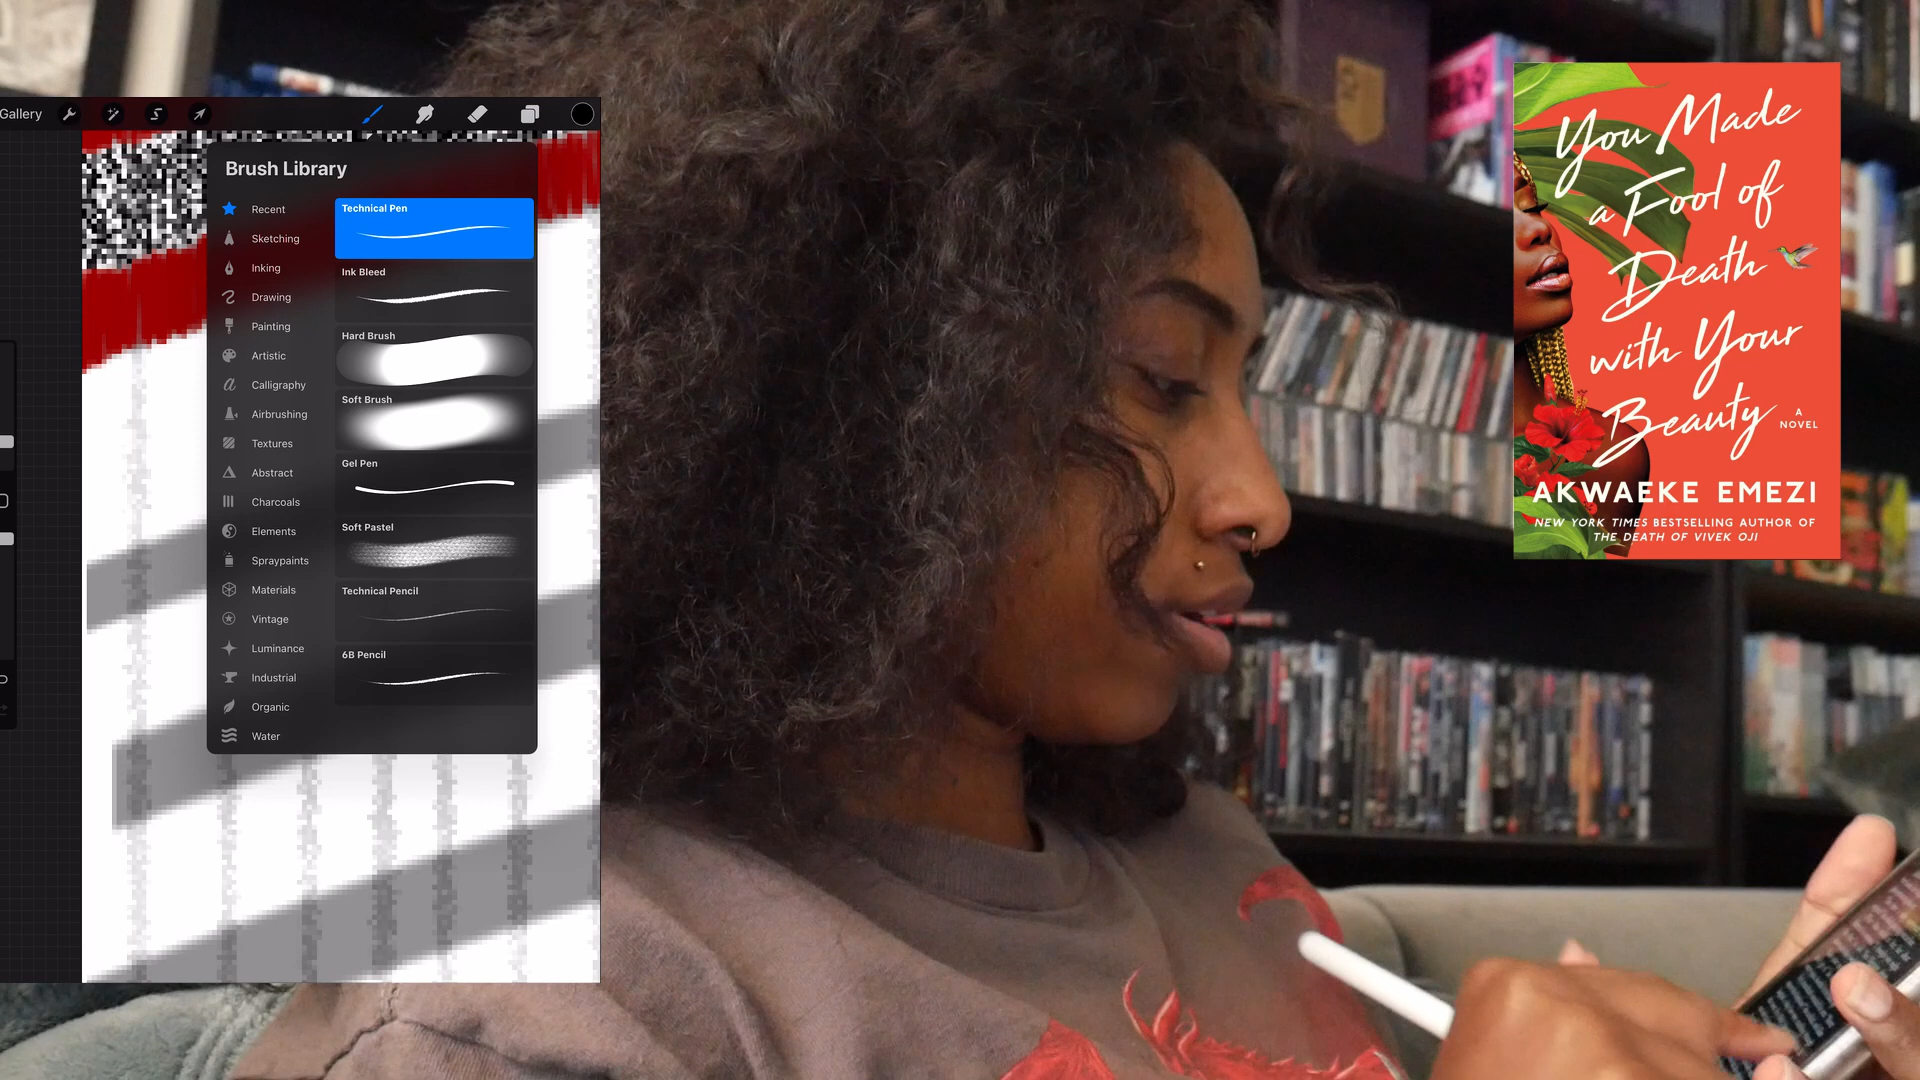 Gallery
Brush Library
Recent
Sketching
Inking
Drawing
Painting
Artistic
Calligraphy
Airbrushing
Textures
Abstract
Charcoals
Elements
Spraypaints
Materials
Vintage
Luminance
Industrial
Organic
Water
Technical Pen
Ink Bleed
Hard Brush
Soft Brush
Gel Pen
Soft Pastel
Technical Pencil
6B Pencil
You Made
a Fool of
Death
with Your
Beauty
A
NOVEL
AKWAEKE EMEZI
NEW YORK TIMES BESTSELLING AUTHOR OF
THE DEATH OF VIVEK OJI